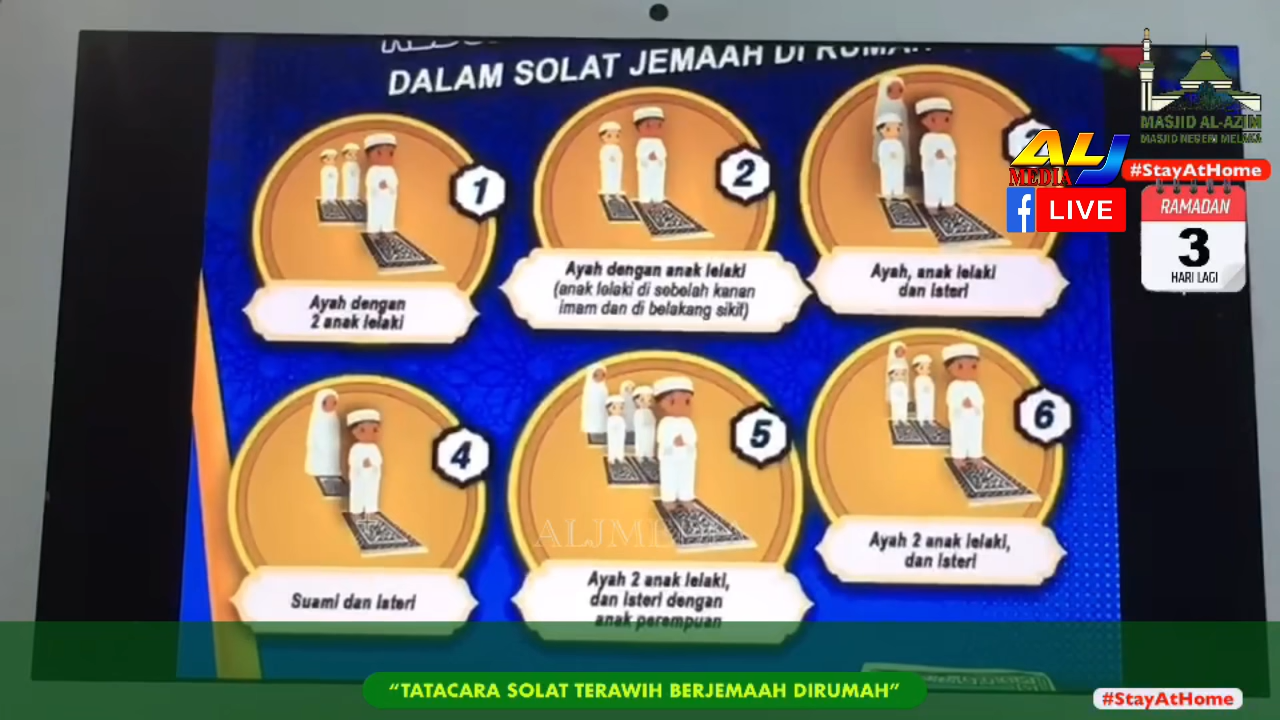 DALAM SOLAT JEMAAH DI RUMAH
1
Ayah dengan
2 anak lelaki
2
Ayah dengan anak lelaki
(anak lelaki di sebelah kanan
imam dan di belakang sikit)
Ayah, anak lelaki
dan isteri
4
Suami dan isteri
5
Ayah 2 anak lelaki,
dan isteri dengan
anak perempuan
6
Ayah 2 anak lelaki,
dan isteri
ALJMEDIA
MASJID AL-AZIM
MASJID NEGERI MELAKA
ALJ
MEDIA
#StayAtHome
f LIVE
RAMADAN
3
HARI LAGI
“TATACARA SOLAT TERAWIH BERJEMAAH DIRUMAH”
#StayAtHome